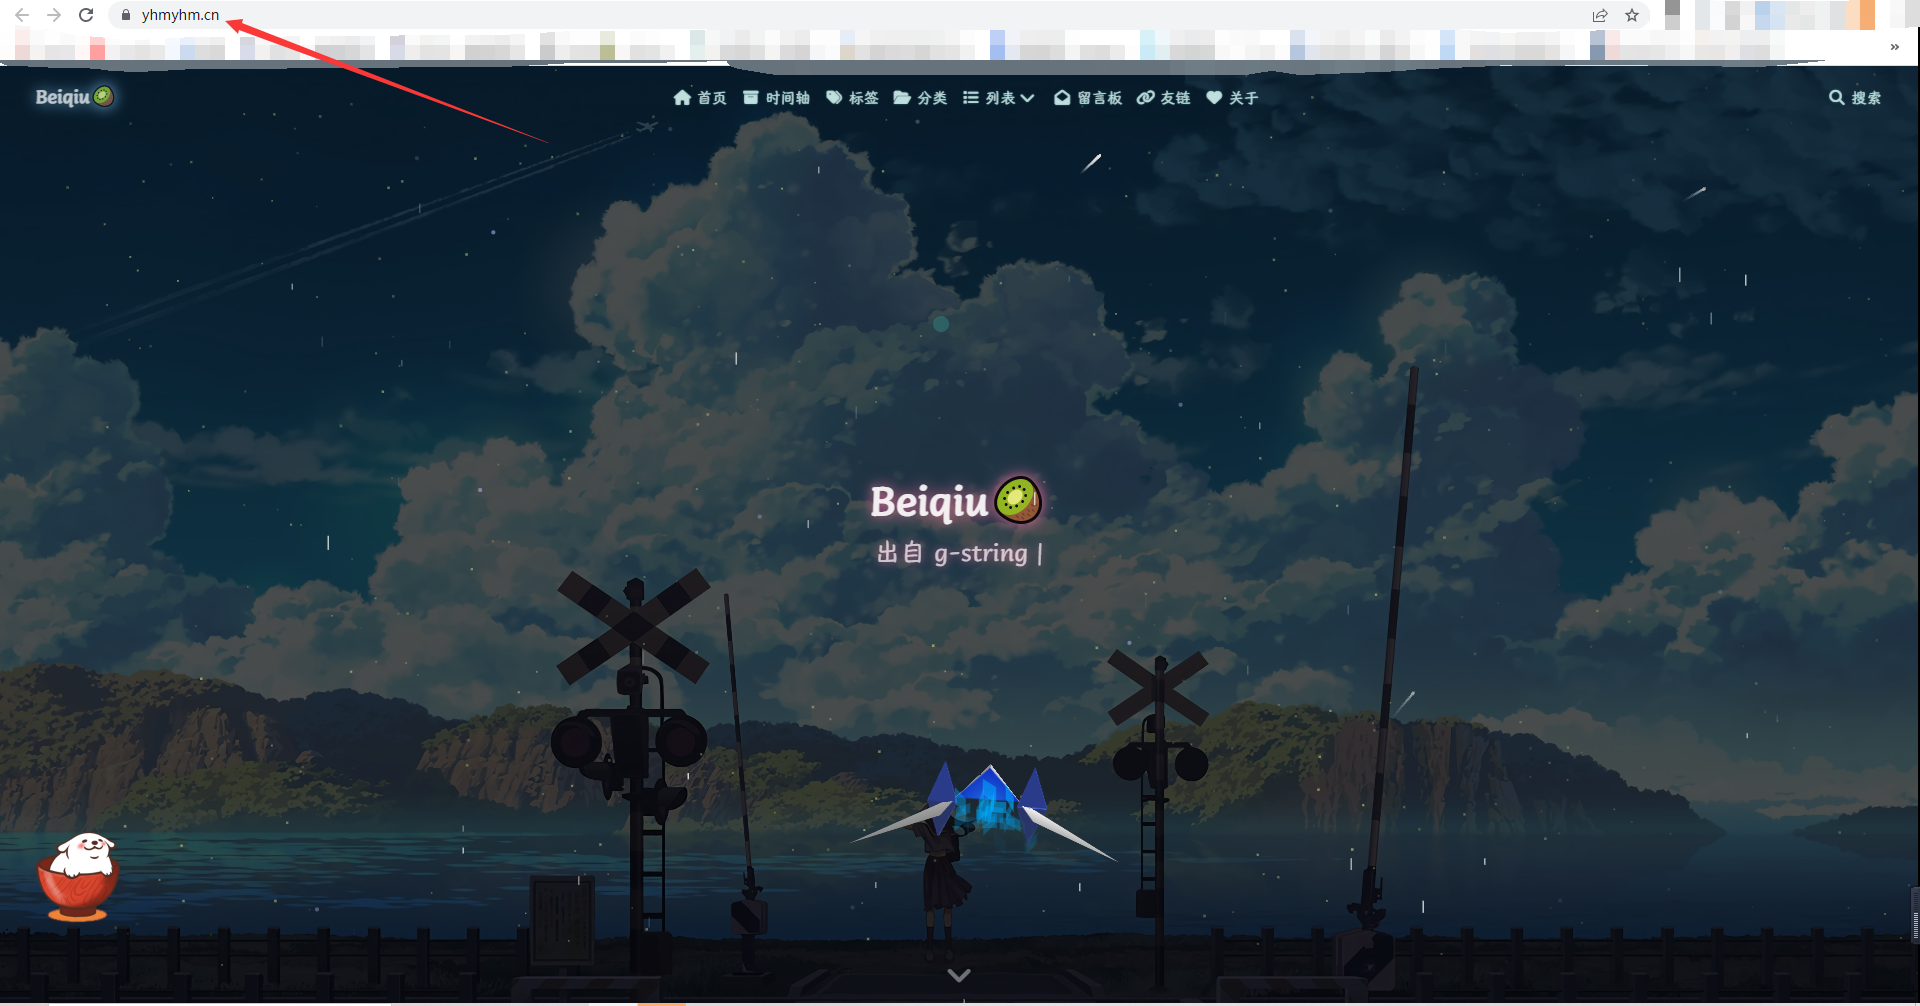 yhmyhm.cn
»
Beiqiu
首页 时间轴 标签 分类 列表 留言板 友链 关于
搜索
Beiqiu
出自 g-string |